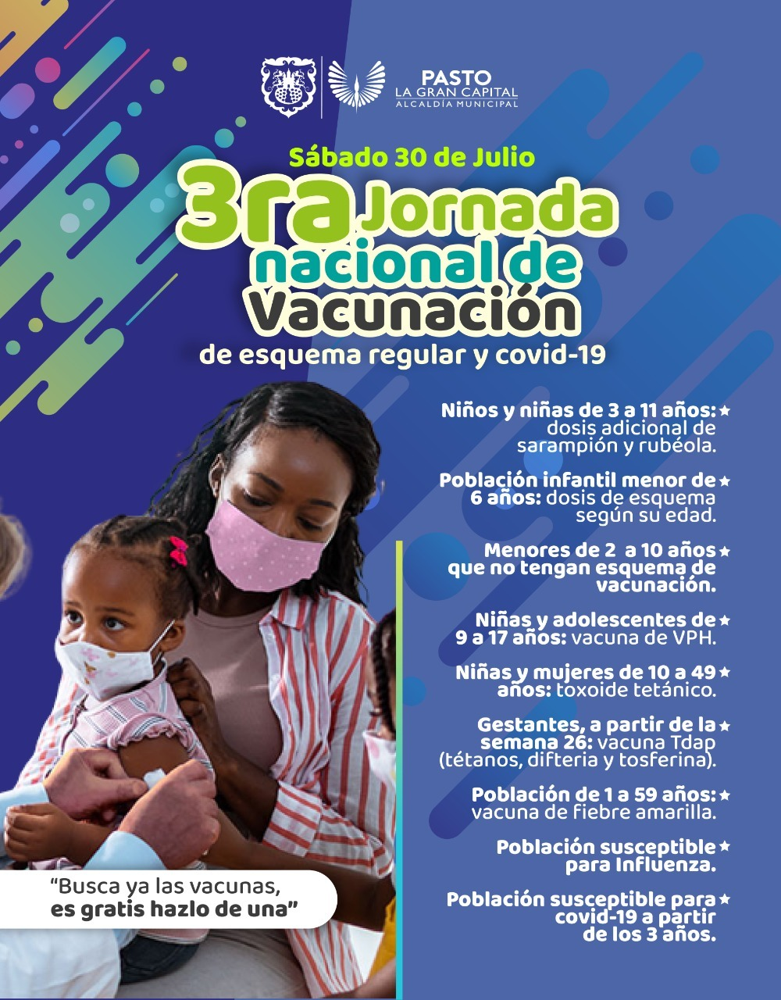 PASTO
LA GRAN CAPITAL
ALCALDÍA MUNICIPAL
Sábado 30 de Julio
3ra Jornada
nacional de
Vacunación
de esquema regular y covid-19
Niños y niñas de 3 a 11 años:
dosis adicional de
sarampión y rubéola.
Población infantil menor de
6 años: dosis de esquema
según su edad.
Menores de 2 a 10 años
que no tengan esquema de
vacunación.
Niñas y adolescentes de
9 a 17 años: vacuna de VPH.
Niñas y mujeres de 10 a 49
años: toxoide tetánico.
Gestantes, a partir de la
semana 26: vacuna Tdap
(tétanos, difteria y tosferina).
Población de 1 a 59 años:
vacuna de fiebre amarilla.
Población susceptible
para Influenza.
Población susceptible para
covid-19 a partir
de los 3 años.
“Busca ya las vacunas,
es gratis hazlo de una”